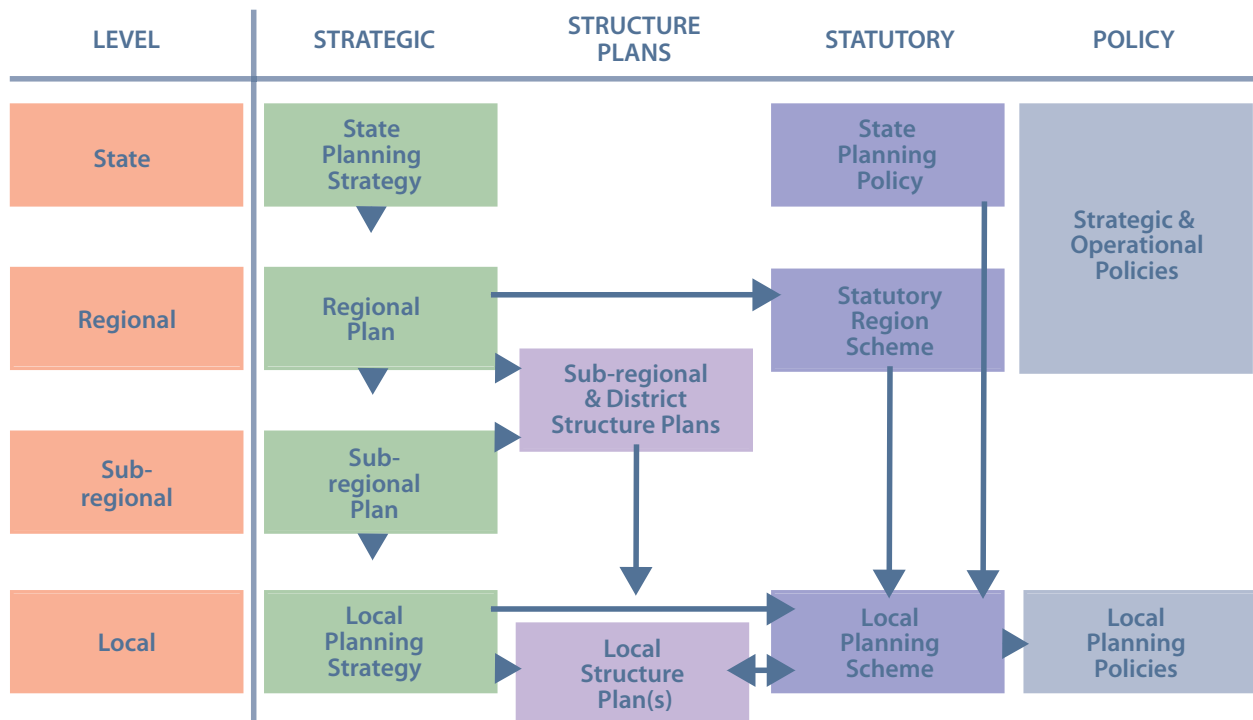 LEVEL
STRATEGIC
STRUCTURE
PLANS
STATUTORY
POLICY
State
State
Planning
Strategy
State
Planning
Policy
Strategic &
Operational
Policies
Regional
Regional
Plan
Statutory
Region
Scheme
Sub-regional
& District
Structure Plans
Sub-
regional
Sub-
regional
Plan
Local
Local
Planning
Strategy
Local
Structure
Plan(s)
Local
Planning
Scheme
Local
Planning
Policies